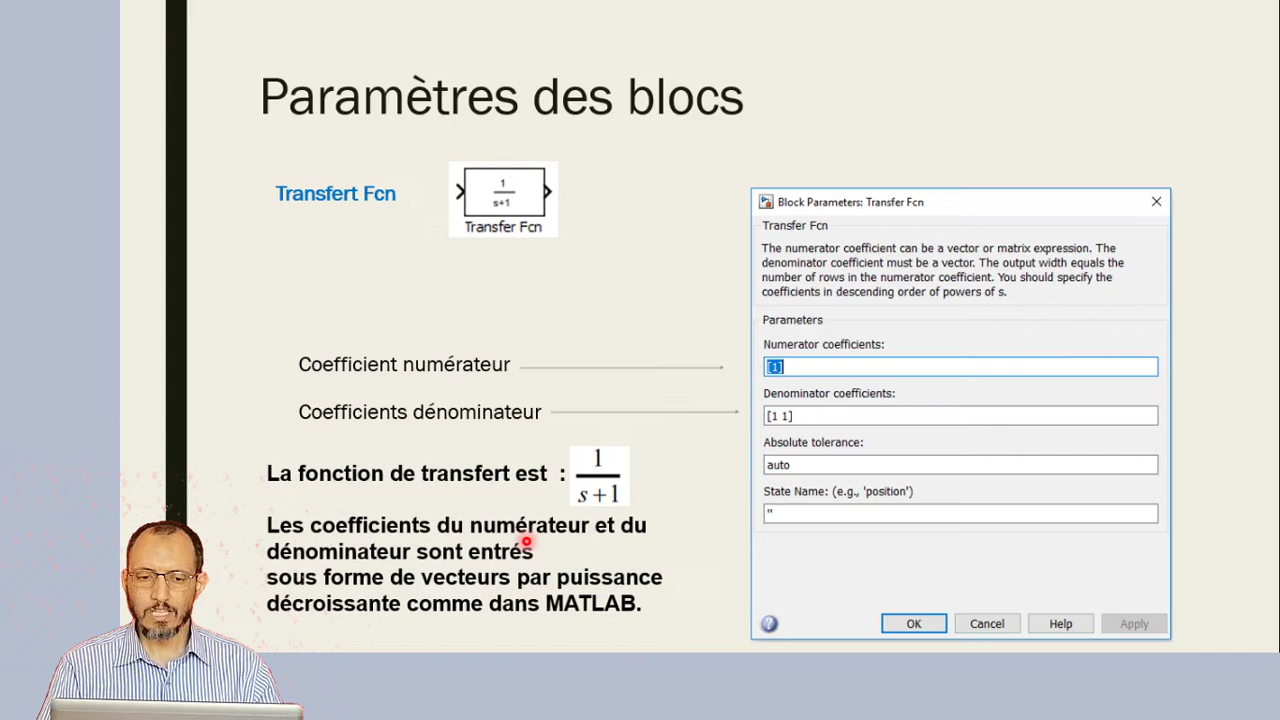 Paramètres des blocs
Transfert Fcn
1
s+1
Transfer Fcn
Coefficient numérateur
Coefficients dénominateur
La fonction de transfert est :
1
s+1
Les coefficients du numérateur et du
dénominateur sont entrés
sous forme de vecteurs par puissance
décroissante comme dans MATLAB.
Block Parameters: Transfer Fcn
Transfer Fcn
The numerator coefficient can be a vector or matrix expression. The
denominator coefficient must be a vector. The output width equals the
number of rows in the numerator coefficient. You should specify the
coefficients in descending order of powers of s.
Parameters
Numerator coefficients:
[1]
Denominator coefficients:
[1 1]
Absolute tolerance:
auto
State Name: (e.g., 'position')
''
OK
Cancel
Help
Apply